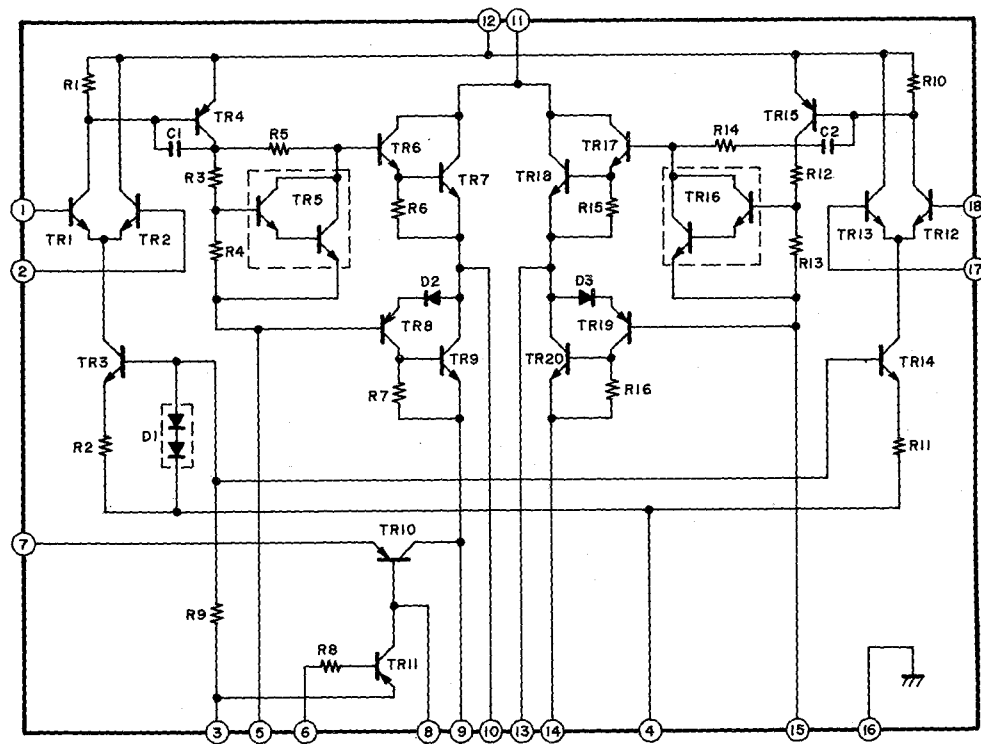 12 11
R1 R10
TR4 TR15
C1 R5 TR6 TR17 R14 C2
R3 TR5 TR7 TR18 TR16 R12
R6 R15
1 TR1 TR2 TR13 TR12 18
R4 R13
2 17
D2 D3
TR8 TR19
TR3 TR9 TR20 TR14
R7 R16
R2 D1 R11
TR10
7
R9
R8 TR11
3 5 6 8 9 10 13 14 4 15 16